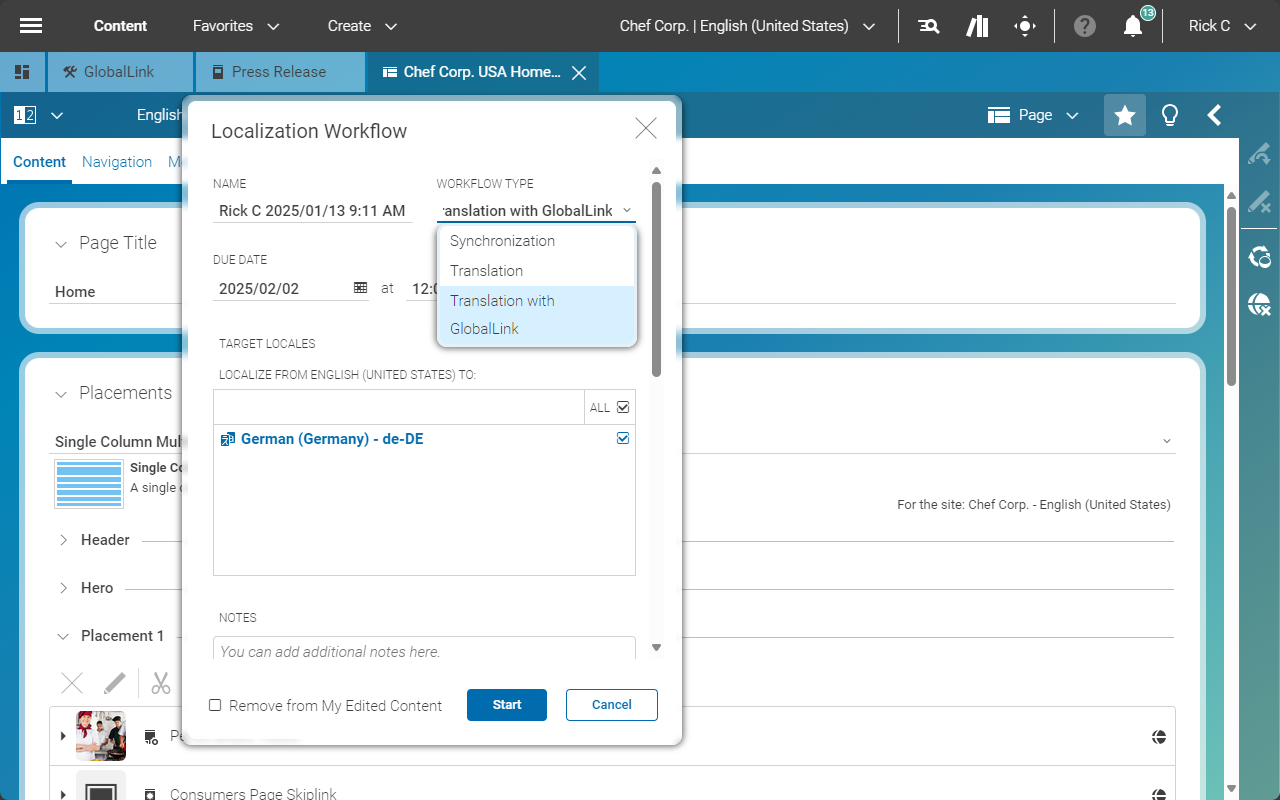 Content
Favorites
Create
Chef Corp. | English (United States)
13
Rick C
GlobalLink
Press Release
Chef Corp. USA Home...
12
English
Page
Content
Navigation
Page Title
Home
Placements
Single Column
A single
For the site: Chef Corp. - English (United States)
Header
Hero
Placement 1
Consumers Page Skiplink
Localization Workflow
NAME
WORKFLOW TYPE
Rick C 2025/01/13 9:11 AM
anslation with GlobalLink
Synchronization
Translation
Translation with
GlobalLink
DUE DATE
2025/02/02
at
12:0
TARGET LOCALES
LOCALIZE FROM ENGLISH (UNITED STATES) TO:
ALL
German (Germany) - de-DE
NOTES
You can add additional notes here.
Remove from My Edited Content
Start
Cancel